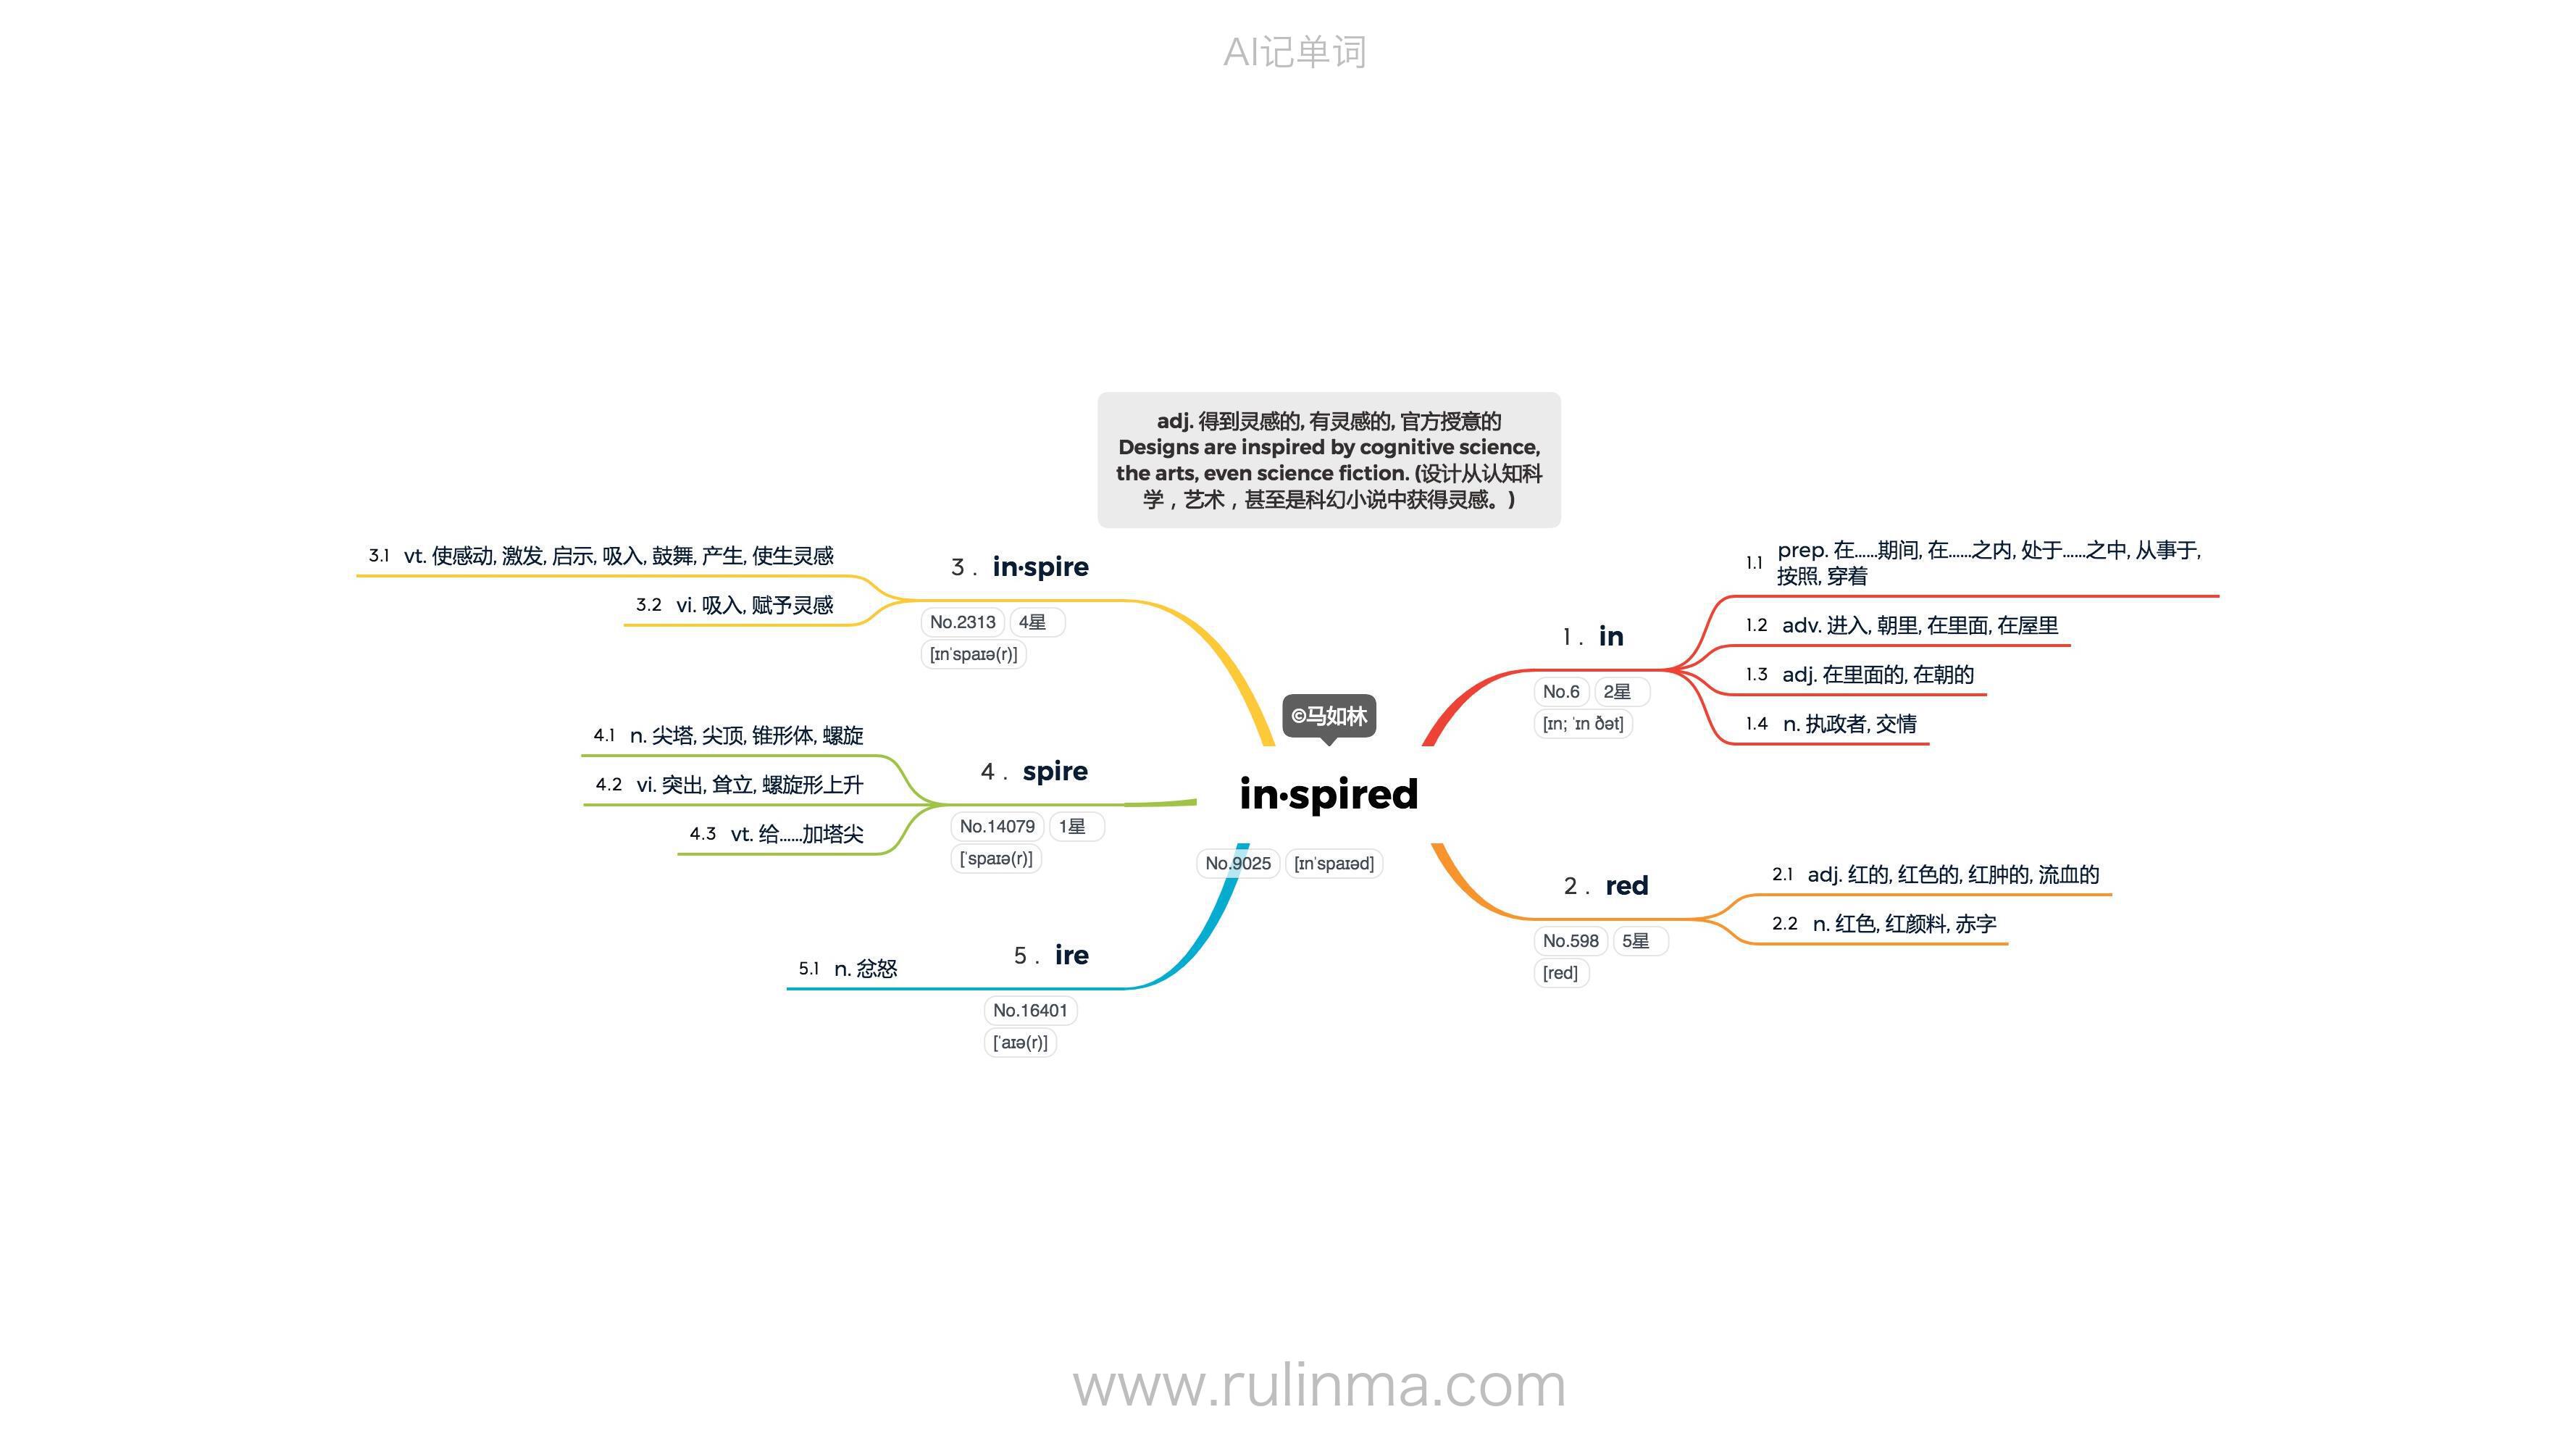 AI记单词
adj. 得到灵感的, 有灵感的, 官方授意的
Designs are inspired by cognitive science,
the arts, even science fiction. (设计从认知科
学，艺术，甚至是科幻小说中获得灵感。)
©马如林
in·spired
No.9025 [ɪnˈspaɪəd]
1 . in
No.6 2星
[ɪn; ˈɪn ðət]
1.1 prep. 在……期间, 在……之内, 处于……之中, 从事于,
按照, 穿着
1.2 adv. 进入, 朝里, 在里面, 在屋里
1.3 adj. 在里面的, 在朝的
1.4 n. 执政者, 交情
2 . red
No.598 5星
[red]
2.1 adj. 红的, 红色的, 红肿的, 流血的
2.2 n. 红色, 红颜料, 赤字
3 . in·spire
No.2313 4星
[ɪnˈspaɪə(r)]
3.1 vt. 使感动, 激发, 启示, 吸入, 鼓舞, 产生, 使生灵感
3.2 vi. 吸入, 赋予灵感
4 . spire
No.14079 1星
[ˈspaɪə(r)]
4.1 n. 尖塔, 尖顶, 锥形体, 螺旋
4.2 vi. 突出, 耸立, 螺旋形上升
4.3 vt. 给……加塔尖
5 . ire
No.16401
[ˈaɪə(r)]
5.1 n. 忿怒
www.rulinma.com